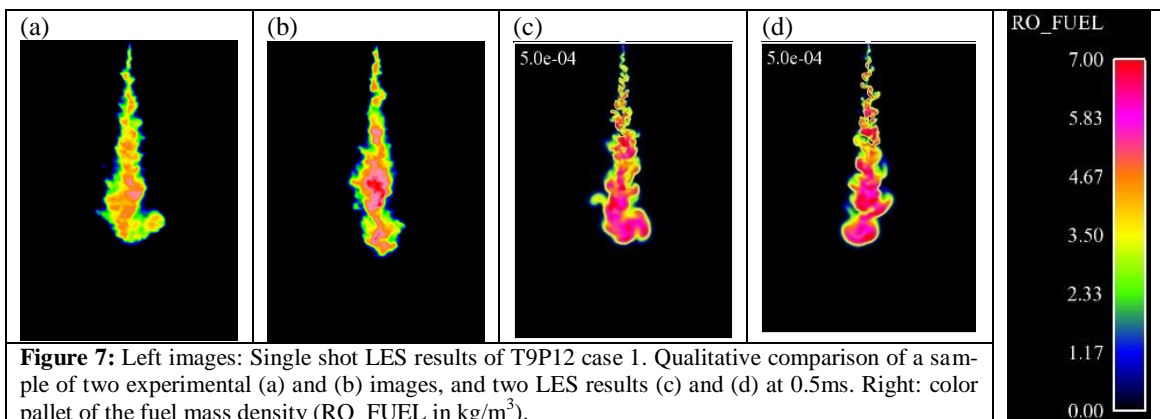 (a)
(b)
(c)
(d)
5.0e-04
5.0e-04
RO_FUEL
7.00
5.83
4.67
3.50
2.33
1.17
0.00
Figure 7: Left images: Single shot LES results of T9P12 case 1. Qualitative comparison of a sam-
ple of two experimental (a) and (b) images, and two LES results (c) and (d) at 0.5ms. Right: color
pallet of the fuel mass density (RO_FUEL in kg/m³).